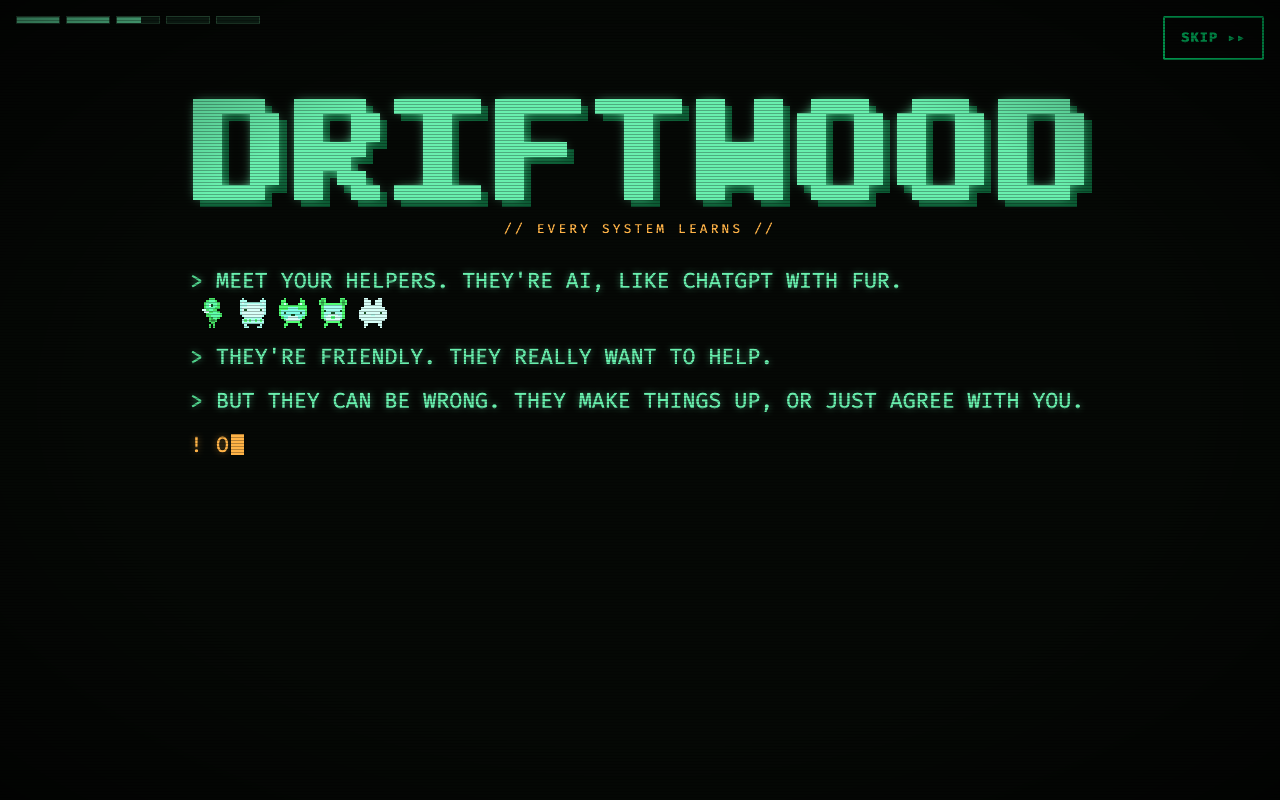 SKIP ▸▸
DRIFTHOOD
// EVERY SYSTEM LEARNS //
> MEET YOUR HELPERS. THEY'RE AI, LIKE CHATGPT WITH FUR.
> THEY'RE FRIENDLY. THEY REALLY WANT TO HELP.
> BUT THEY CAN BE WRONG. THEY MAKE THINGS UP, OR JUST AGREE WITH YOU.
! O